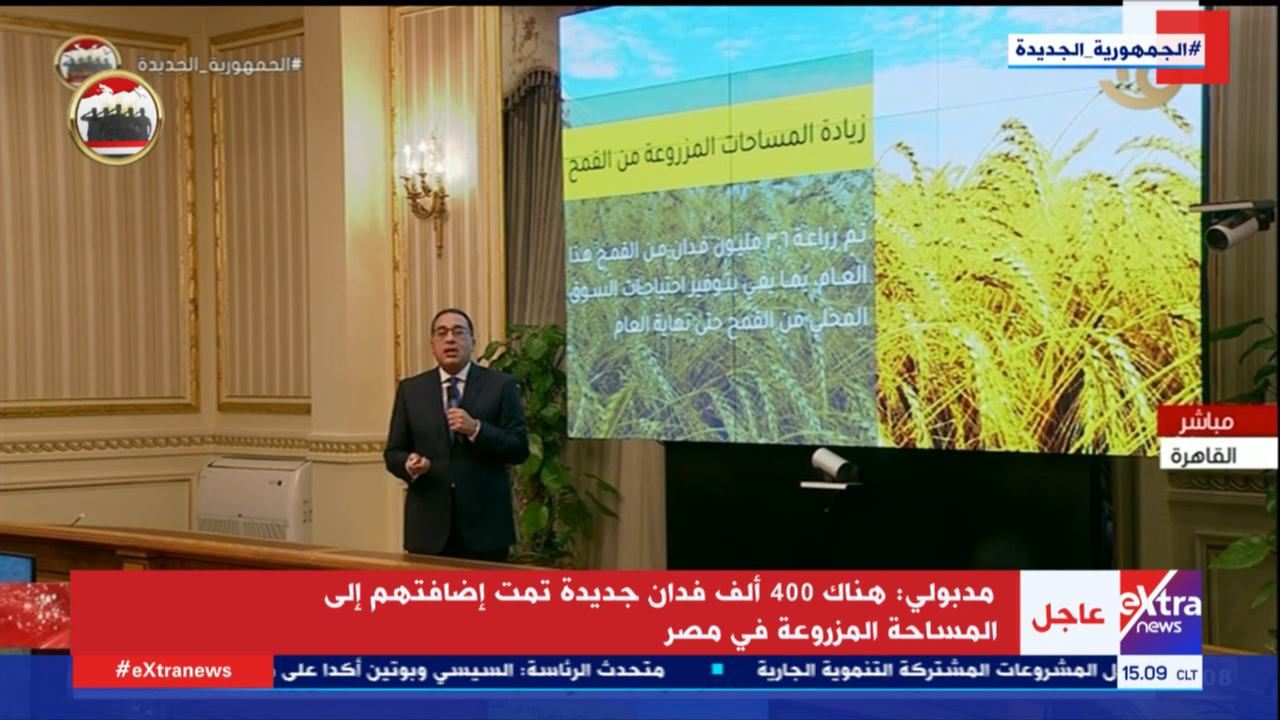 #الجمهورية_الجديدة
#الجمهورية_الجديدة
زيادة المساحات المزروعة من القمح
تم زراعة ٣,٦ مليون فدان من القمح هذا
العام، بما يفي بتوفير احتياجات السوق
المحلي من القمح حتى نهاية العام
مباشر
القاهرة
عاجل
مدبولي: هناك 400 ألف فدان جديدة تمت إضافتهم إلى
المساحة المزروعة في مصر
eXtra
news
#eXtranews
ل المشروعات المشتركة التنموية الجارية
متحدث الرئاسة: السيسي وبوتين أكدا على
15.09 CLT